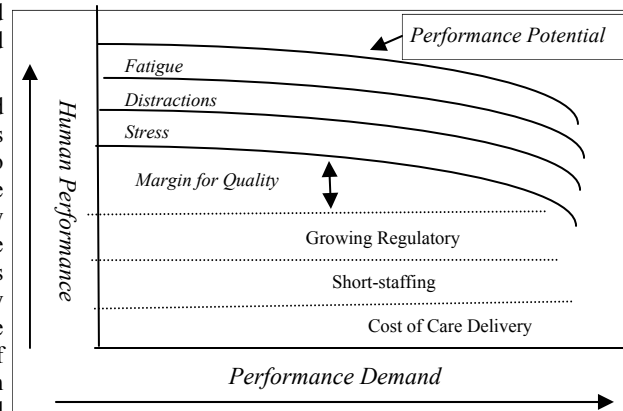 Performance Potential
Fatigue
Distractions
Stress
Margin for Quality
Growing Regulatory
Short-staffing
Cost of Care Delivery
Human Performance
Performance Demand